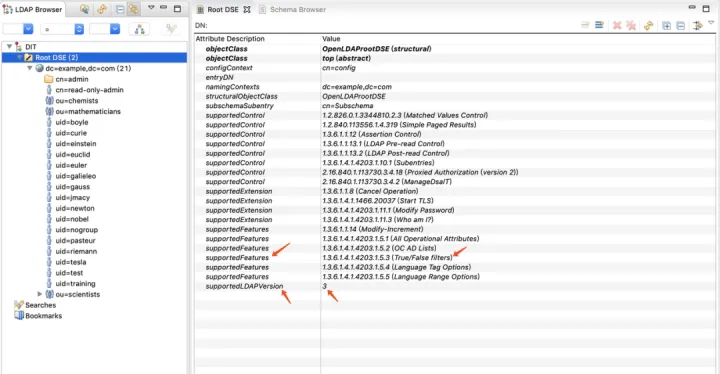 LDAP Browser
=
DIT
Root DSE (2)
dc=example,dc=com (21)
cn=admin
cn=read-only-admin
ou=chemists
ou=mathematicians
uid=boyle
uid=curie
uid=einstein
uid=euclid
uid=euler
uid=galieleo
uid=gauss
uid=jmacy
uid=newton
uid=nobel
uid=nogroup
uid=pasteur
uid=riemann
uid=tesla
uid=test
uid=training
ou=scientists
Searches
Bookmarks
Root DSE Schema Browser
DN:
Attribute Description Value
objectClass OpenLDAProotDSE (structural)
objectClass top (abstract)
configContext cn=config
entryDN
namingContexts dc=example,dc=com
structuralObjectClass OpenLDAProotDSE
subschemaSubentry cn=Subschema
supportedControl 1.2.826.0.1.3344810.2.3 (Matched Values Control)
supportedControl 1.2.840.113556.1.4.319 (Simple Paged Results)
supportedControl 1.3.6.1.1.12 (Assertion Control)
supportedControl 1.3.6.1.1.13.1 (LDAP Pre-read Control)
supportedControl 1.3.6.1.1.13.2 (LDAP Post-read Control)
supportedControl 1.3.6.1.4.1.4203.1.10.1 (Subentries)
supportedControl 2.16.840.1.113730.3.4.18 (Proxied Authorization (version 2))
supportedControl 2.16.840.1.113730.3.4.2 (ManageDsaIT)
supportedExtension 1.3.6.1.1.8 (Cancel Operation)
supportedExtension 1.3.6.1.4.1.1466.20037 (Start TLS)
supportedExtension 1.3.6.1.4.1.4203.1.11.1 (Modify Password)
supportedExtension 1.3.6.1.4.1.4203.1.11.3 (Who am I?)
supportedFeatures 1.3.6.1.1.14 (Modify-Increment)
supportedFeatures 1.3.6.1.4.1.4203.1.5.1 (All Operational Attributes)
supportedFeatures 1.3.6.1.4.1.4203.1.5.2 (OC AD Lists)
supportedFeatures 1.3.6.1.4.1.4203.1.5.3 (True/False filters)
supportedFeatures 1.3.6.1.4.1.4203.1.5.4 (Language Tag Options)
supportedFeatures 1.3.6.1.4.1.4203.1.5.5 (Language Range Options)
supportedLDAPVersion 3